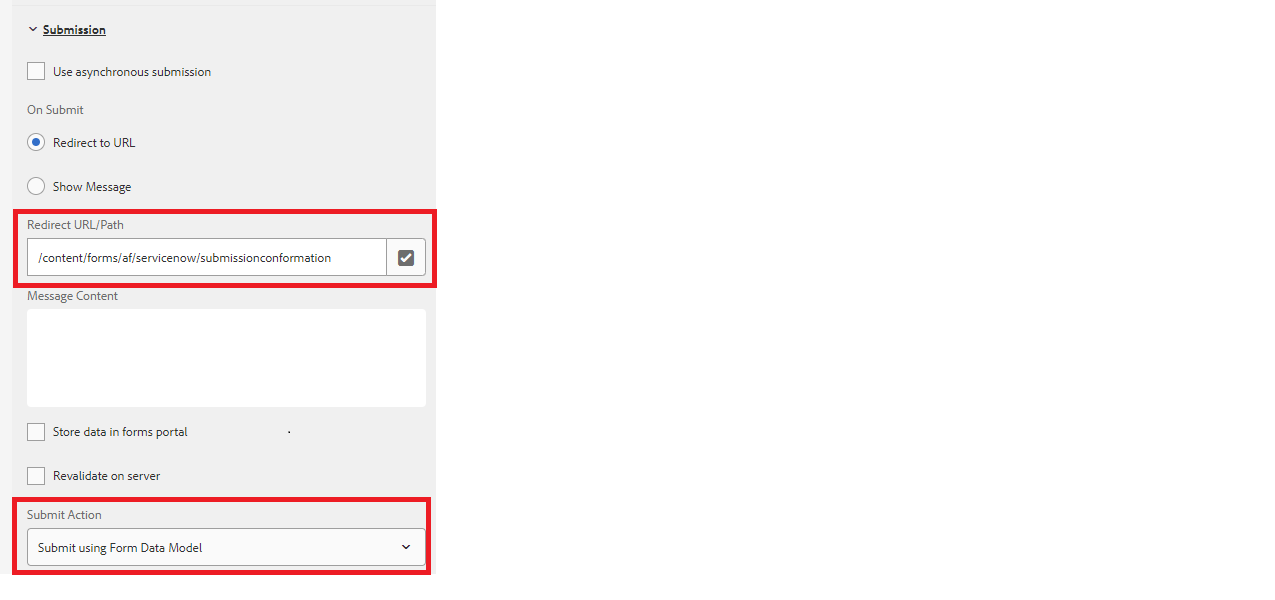 Submission
Use asynchronous submission
On Submit
Redirect to URL
Show Message
Redirect URL/Path
/content/forms/af/servicenow/submissionconformation
Message Content
Store data in forms portal
Revalidate on server
Submit Action
Submit using Form Data Model